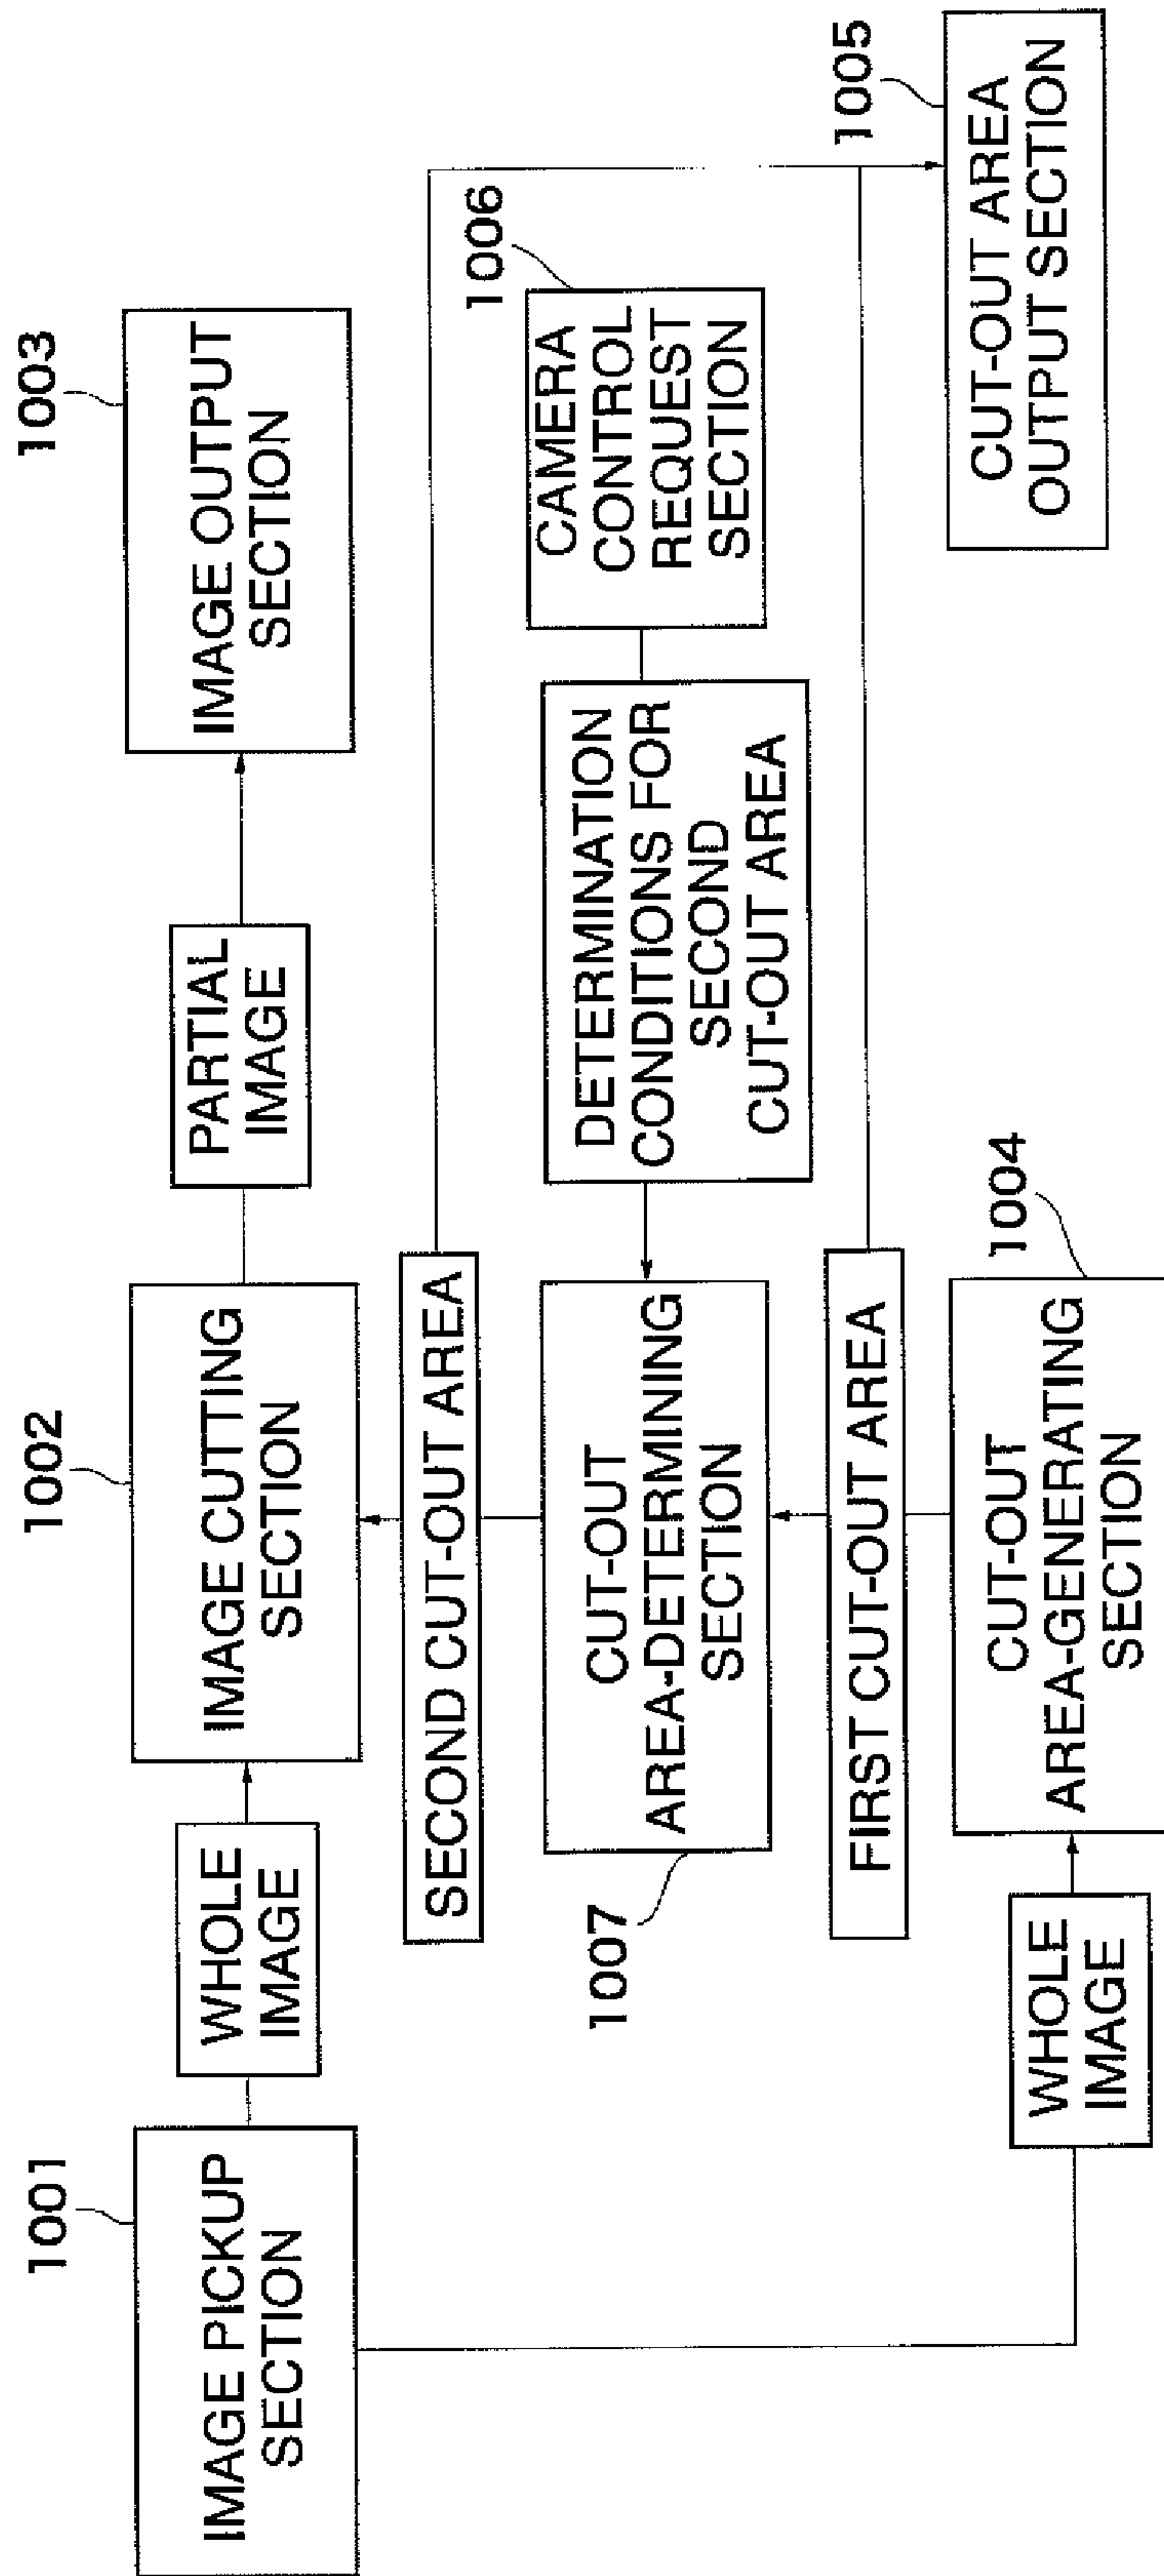 1001
IMAGE PICKUP
SECTION
WHOLE
IMAGE
1002
IMAGE CUTTING
SECTION
PARTIAL
IMAGE
1003
IMAGE OUTPUT
SECTION
SECOND CUT-OUT AREA
1007
CUT-OUT
AREA-DETERMINING
SECTION
DETERMINATION
CONDITIONS FOR
SECOND
CUT-OUT AREA
1006
CAMERA
CONTROL
REQUEST
SECTION
FIRST CUT-OUT AREA
WHOLE
IMAGE
1004
CUT-OUT
AREA-GENERATING
SECTION
1005
CUT-OUT AREA
OUTPUT SECTION